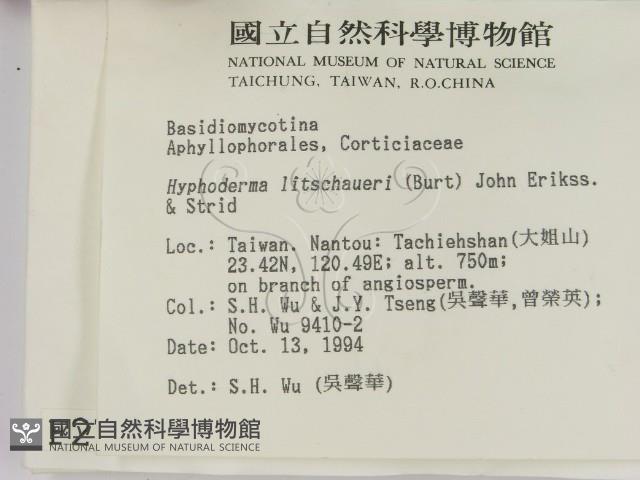 國立自然科學博物館
NATIONAL MUSEUM OF NATURAL SCIENCE
TAICHUNG, TAIWAN, R.O.CHINA
Basidiomycotina
Aphyllophorales, Corticiaceae
Hyphoderma litschaueri (Burt) John Erikss.
& Strid
Loc.: Taiwan. Nantou: Tachiehshan(大姐山)
23.42N, 120.49E; alt. 750m;
on branch of angiosperm.
Col.: S.H. Wu & J.Y. Tseng(吳聲華,曾榮英);
No. Wu 9410-2
Date: Oct. 13, 1994
Det.: S.H. Wu (吳聲華)
國立自然科學博物館
NATIONAL MUSEUM OF NATURAL SCIENCE